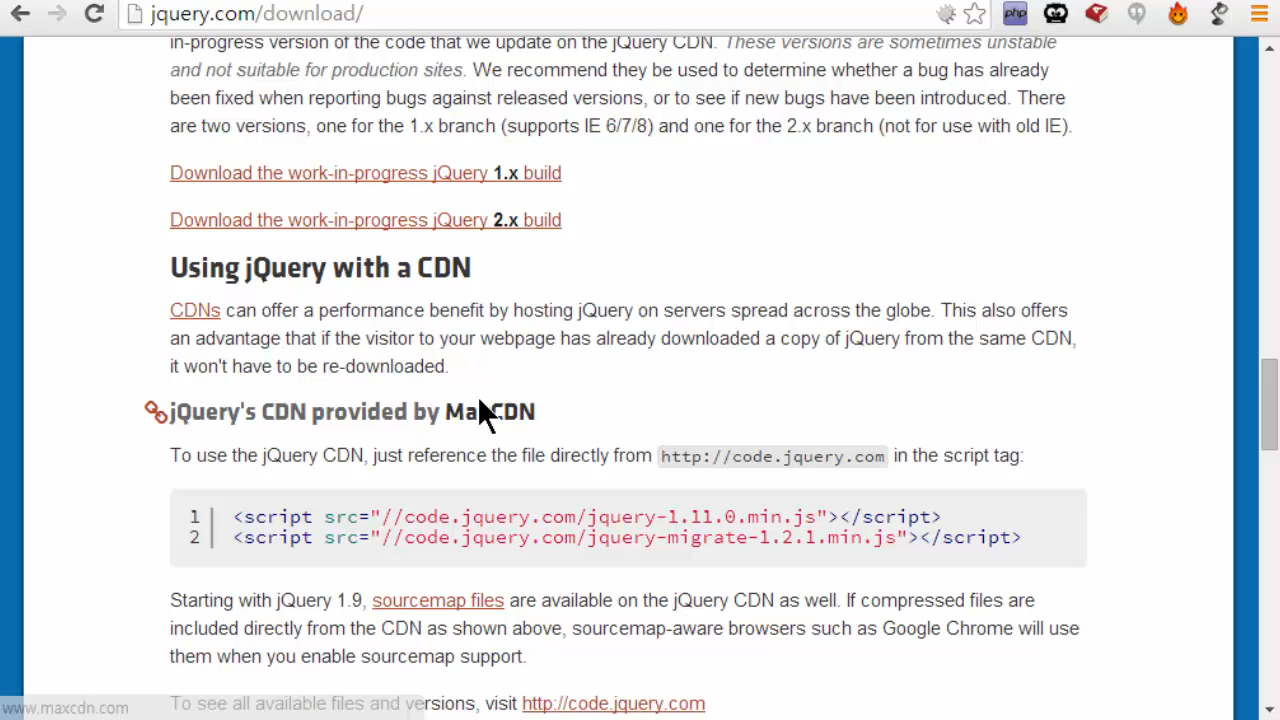 jquery.com/download/
php
in-progress version of the code that we update on the jQuery CDN. These versions are sometimes unstable
and not suitable for production sites. We recommend they be used to determine whether a bug has already
been fixed when reporting bugs against released versions, or to see if new bugs have been introduced. There
are two versions, one for the 1.x branch (supports IE 6/7/8) and one for the 2.x branch (not for use with old IE).
Download the work-in-progress jQuery 1.x build
Download the work-in-progress jQuery 2.x build
Using jQuery with a CDN
CDNs can offer a performance benefit by hosting jQuery on servers spread across the globe. This also offers
an advantage that if the visitor to your webpage has already downloaded a copy of jQuery from the same CDN,
it won't have to be re-downloaded.
jQuery's CDN provided by MaxCDN
To use the jQuery CDN, just reference the file directly from http://code.jquery.com in the script tag:
1 <script src="//code.jquery.com/jquery-1.11.0.min.js"></script>
2 <script src="//code.jquery.com/jquery-migrate-1.2.1.min.js"></script>
Starting with jQuery 1.9, sourcemap files are available on the jQuery CDN as well. If compressed files are
included directly from the CDN as shown above, sourcemap-aware browsers such as Google Chrome will use
them when you enable sourcemap support.
To see all available files and versions, visit http://code.jquery.com
www.maxcdn.com